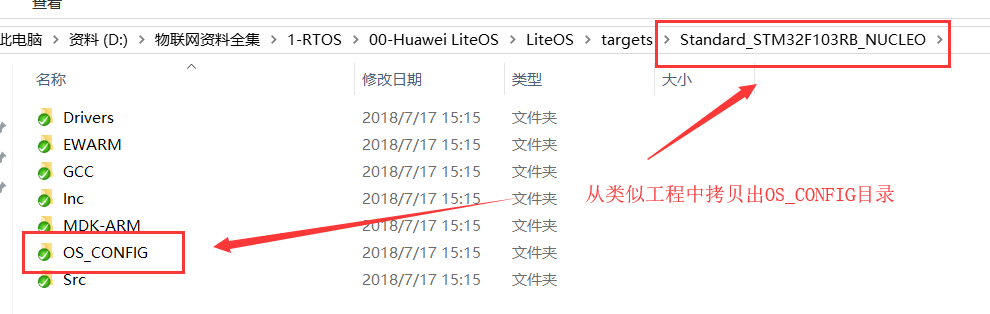 查看
此电脑 > 资料 (D:) > 物联网资料全集 > 1-RTOS > 00-Huawei LiteOS > LiteOS > targets > Standard_STM32F103RB_NUCLEO >
名称 修改日期 类型 大小
Drivers 2018/7/17 15:15 文件夹
EWARM 2018/7/17 15:15 文件夹
GCC 2018/7/17 15:15 文件夹
Inc 2018/7/17 15:15 文件夹
从类似工程中拷贝出OS_CONFIG目录
MDK-ARM 2018/7/17 15:15 文件夹
OS_CONFIG 2018/7/17 15:15 文件夹
Src 2018/7/17 15:15 文件夹